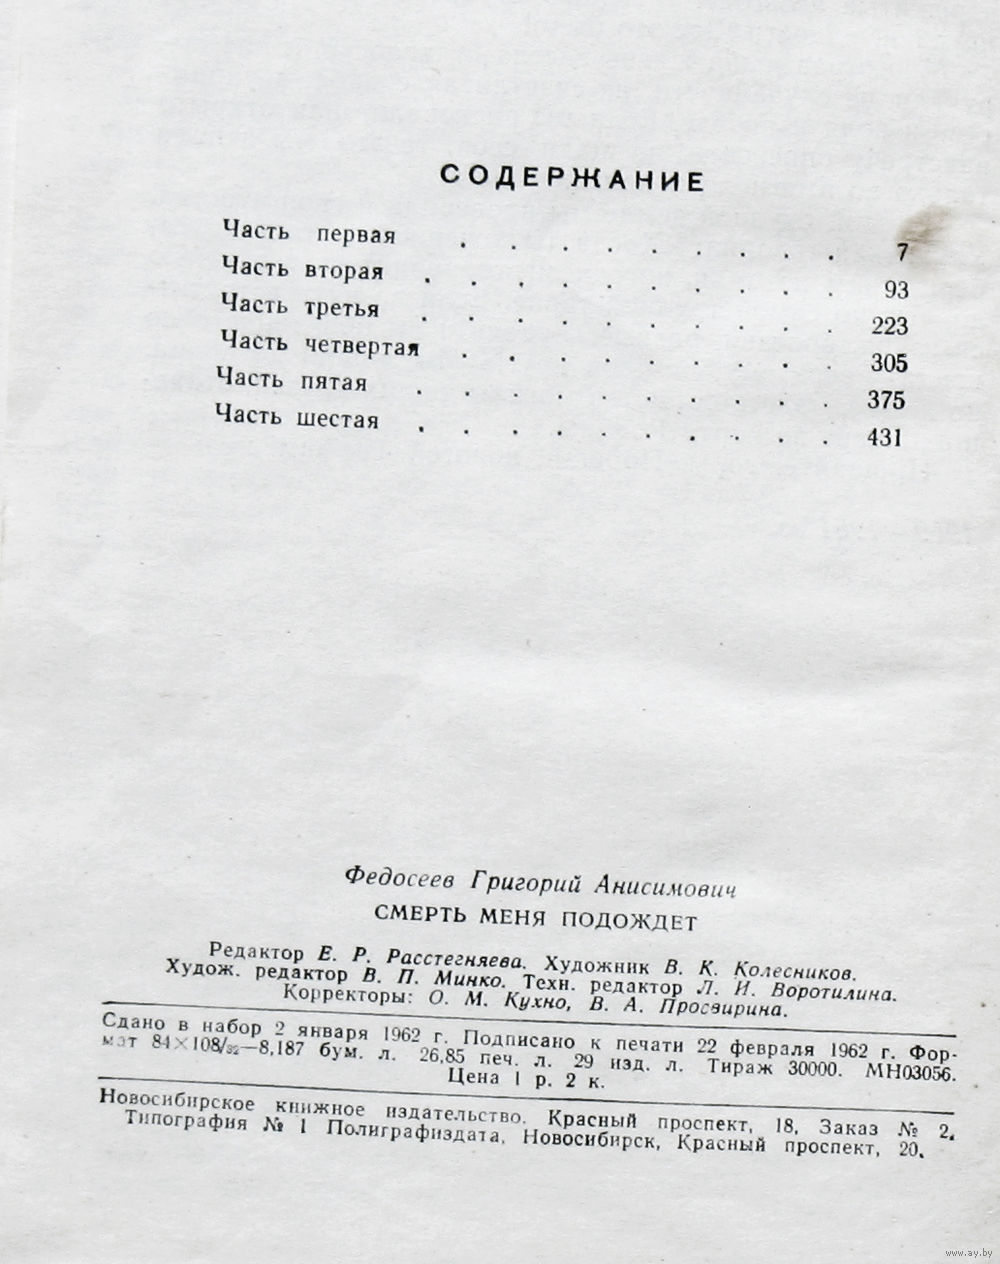 СОДЕРЖАНИЕ
Часть первая . . . . . . . . . 7
Часть вторая . . . . . . . . . . 93
Часть третья . . . . . . . . . . 223
Часть четвертая . . . . . . . . . 305
Часть пятая . . . . . . . . . . 375
Часть шестая . . . . . . . . . . 431
Федосеев Григорий Анисимович
СМЕРТЬ МЕНЯ ПОДОЖДЕТ
Редактор Е. Р. Расстегняева. Художник В. К. Колесников.
Худож. редактор В. П. Минко. Техн. редактор Л. И. Воротилина.
Корректоры: О. М. Кухно, В. А. Просвирина.
Сдано в набор 2 января 1962 г. Подписано к печати 22 февраля 1962 г. Фор-
мат 84×108/32—8,187 бум. л. 26,85 печ. л. 29 изд. л. Тираж 30000. МН03056.
Цена 1 р. 2 к.
Новосибирское книжное издательство. Красный проспект, 18. Заказ № 2.
Типография № 1 Полиграфиздата, Новосибирск, Красный проспект, 20.
www.ay.by